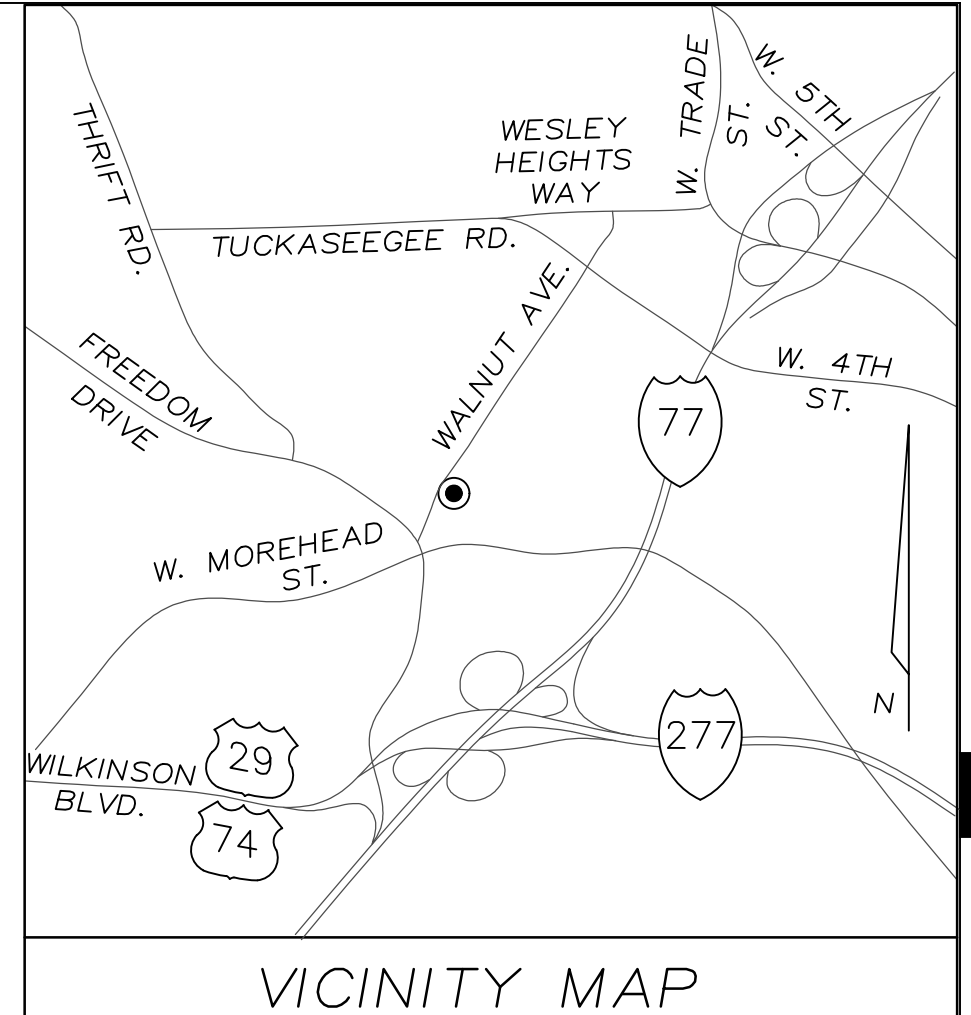 W. TRADE
ST.
W. 5TH
ST.
WESLEY
HEIGHTS
WAY
THRIFT RD.
TUCKASEEGEE RD.
WALNUT AVE.
FREEDOM
DRIVE
W. 4TH
ST.
77
W. MOREHEAD
ST.
N
277
WILKINSON
BLVD.
29
74
VICINITY MAP